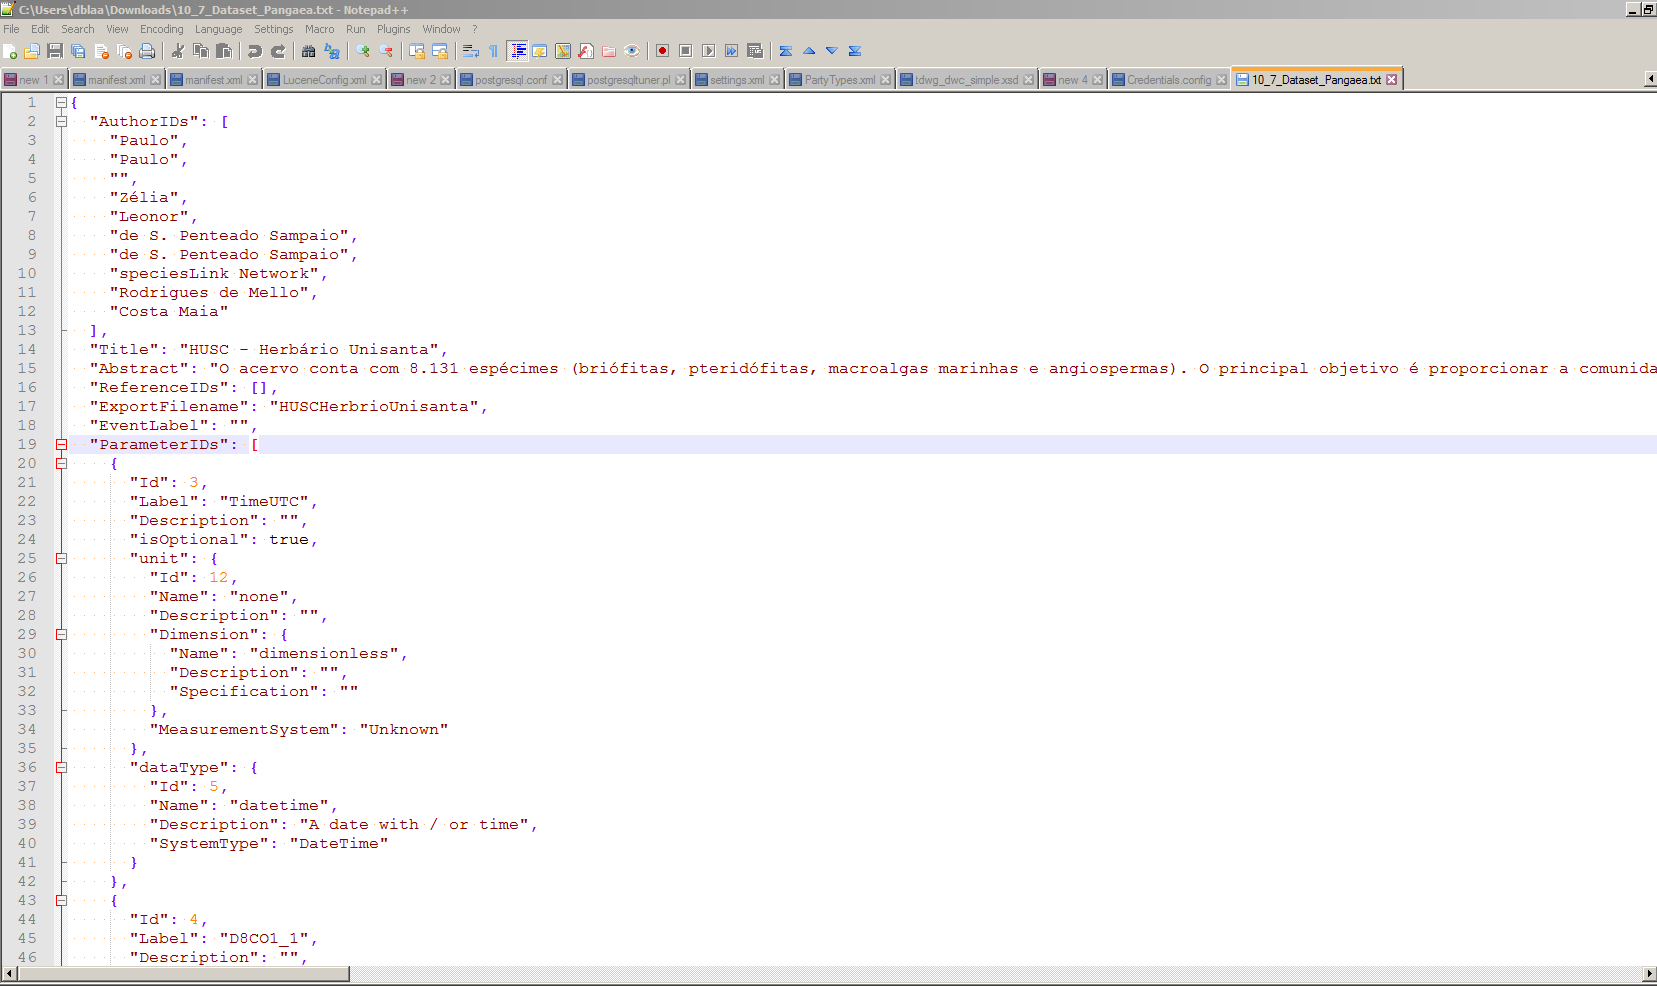 C:\Users\dblaa\Downloads\10_7_Dataset_Pangaea.txt - Notepad++
File Edit Search View Encoding Language Settings Macro Run Plugins Window ?
new 1 manifest.xml manifest.xml LuceneConfig.xml new 2 postgresql.conf postgresqltuner.pl settings.xml PartyTypes.xml tdwg_dwc_simple.xsd new 4 Credentials.config 10_7_Dataset_Pangaea.txt
1 {
2 "AuthorIDs": [
3 "Paulo",
4 "Paulo",
5 "",
6 "Zélia",
7 "Leonor",
8 "de S. Penteado Sampaio",
9 "de S. Penteado Sampaio",
10 "speciesLink Network",
11 "Rodrigues de Mello",
12 "Costa Maia"
13 ],
14 "Title": "HUSC - Herbário Unisanta",
15 "Abstract": "O acervo conta com 8.131 espécimes (briófitas, pteridófitas, macroalgas marinhas e angiospermas). O principal objetivo é proporcionar a comunida
16 "ReferenceIDs": [],
17 "ExportFilename": "HUSCHerbrioUnisanta",
18 "EventLabel": "",
19 "ParameterIDs": [
20 {
21 "Id": 3,
22 "Label": "TimeUTC",
23 "Description": "",
24 "isOptional": true,
25 "unit": {
26 "Id": 12,
27 "Name": "none",
28 "Description": "",
29 "Dimension": {
30 "Name": "dimensionless",
31 "Description": "",
32 "Specification": ""
33 },
34 "MeasurementSystem": "Unknown"
35 },
36 "dataType": {
37 "Id": 5,
38 "Name": "datetime",
39 "Description": "A date with / or time",
40 "SystemType": "DateTime"
41 }
42 },
43 {
44 "Id": 4,
45 "Label": "D8CO1_1",
46 "Description": "",